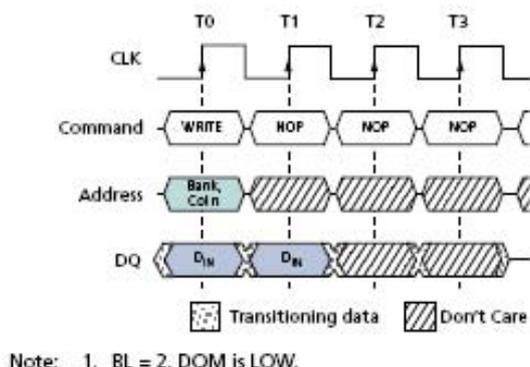 T0 T1 T2 T3
CLK
Command WRITE NOP NOP NOP
Address Bank,
Col n
DQ DIN DIN
Transitioning data Don't Care
Note: 1. BL = 2, DQM is LOW.